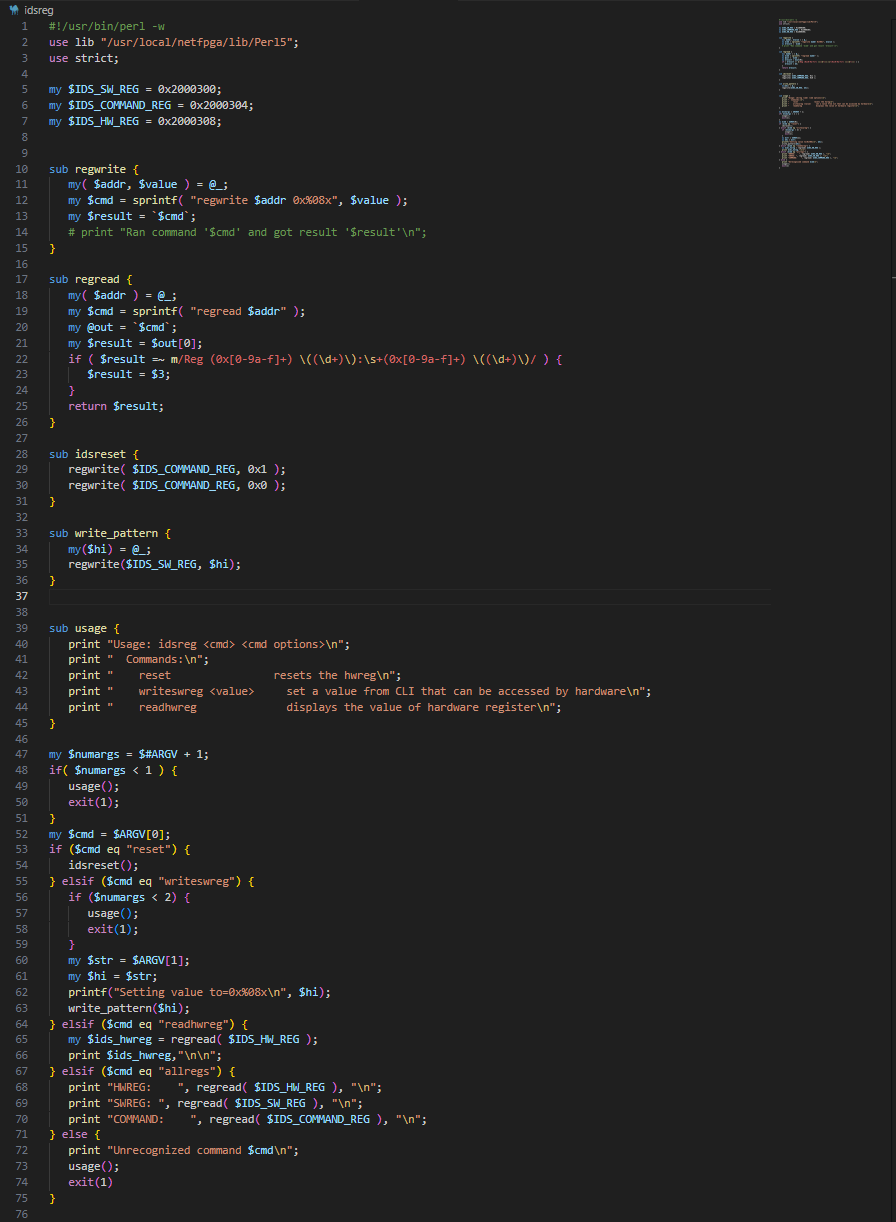 idsreg
1 #!/usr/bin/perl -w
2 use lib "/usr/local/netfpga/lib/Perl5";
3 use strict;
4
5 my $IDS_SW_REG = 0x2000300;
6 my $IDS_COMMAND_REG = 0x2000304;
7 my $IDS_HW_REG = 0x2000308;
8
9
10 sub regwrite {
11    my( $addr, $value ) = @_;
12    my $cmd = sprintf( "regwrite $addr 0x%08x", $value );
13    my $result = `$cmd`;
14    # print "Ran command '$cmd' and got result '$result'\n";
15 }
16
17 sub regread {
18    my( $addr ) = @_;
19    my $cmd = sprintf( "regread $addr" );
20    my @out = `$cmd`;
21    my $result = $out[0];
22    if ( $result =~ m/Reg (0x[0-9a-f]+) \((\d+)\):\s+(0x[0-9a-f]+) \((\d+)\)/ ) {
23       $result = $3;
24    }
25    return $result;
26 }
27
28 sub idsreset {
29    regwrite( $IDS_COMMAND_REG, 0x1 );
30    regwrite( $IDS_COMMAND_REG, 0x0 );
31 }
32
33 sub write_pattern {
34    my($hi) = @_;
35    regwrite($IDS_SW_REG, $hi);
36 }
37
38
39 sub usage {
40    print "Usage: idsreg <cmd> <cmd options>\n";
41    print "  Commands:\n";
42    print "    reset                resets the hwreg\n";
43    print "    writeswreg <value>     set a value from CLI that can be accessed by hardware\n";
44    print "    readhwreg              displays the value of hardware register\n";
45 }
46
47 my $numargs = $#ARGV + 1;
48 if( $numargs < 1 ) {
49    usage();
50    exit(1);
51 }
52 my $cmd = $ARGV[0];
53 if ($cmd eq "reset") {
54    idsreset();
55 } elsif ($cmd eq "writeswreg") {
56    if ($numargs < 2) {
57       usage();
58       exit(1);
59    }
60    my $str = $ARGV[1];
61    my $hi = $str;
62    printf("Setting value to=0x%08x\n", $hi);
63    write_pattern($hi);
64 } elsif ($cmd eq "readhwreg") {
65    my $ids_hwreg = regread( $IDS_HW_REG );
66    print $ids_hwreg,"\n\n";
67 } elsif ($cmd eq "allregs") {
68    print "HWREG:    ", regread( $IDS_HW_REG ), "\n";
69    print "SWREG: ", regread( $IDS_SW_REG ), "\n";
70    print "COMMAND:    ", regread( $IDS_COMMAND_REG ), "\n";
71 } else {
72    print "Unrecognized command $cmd\n";
73    usage();
74    exit(1)
75 }
76